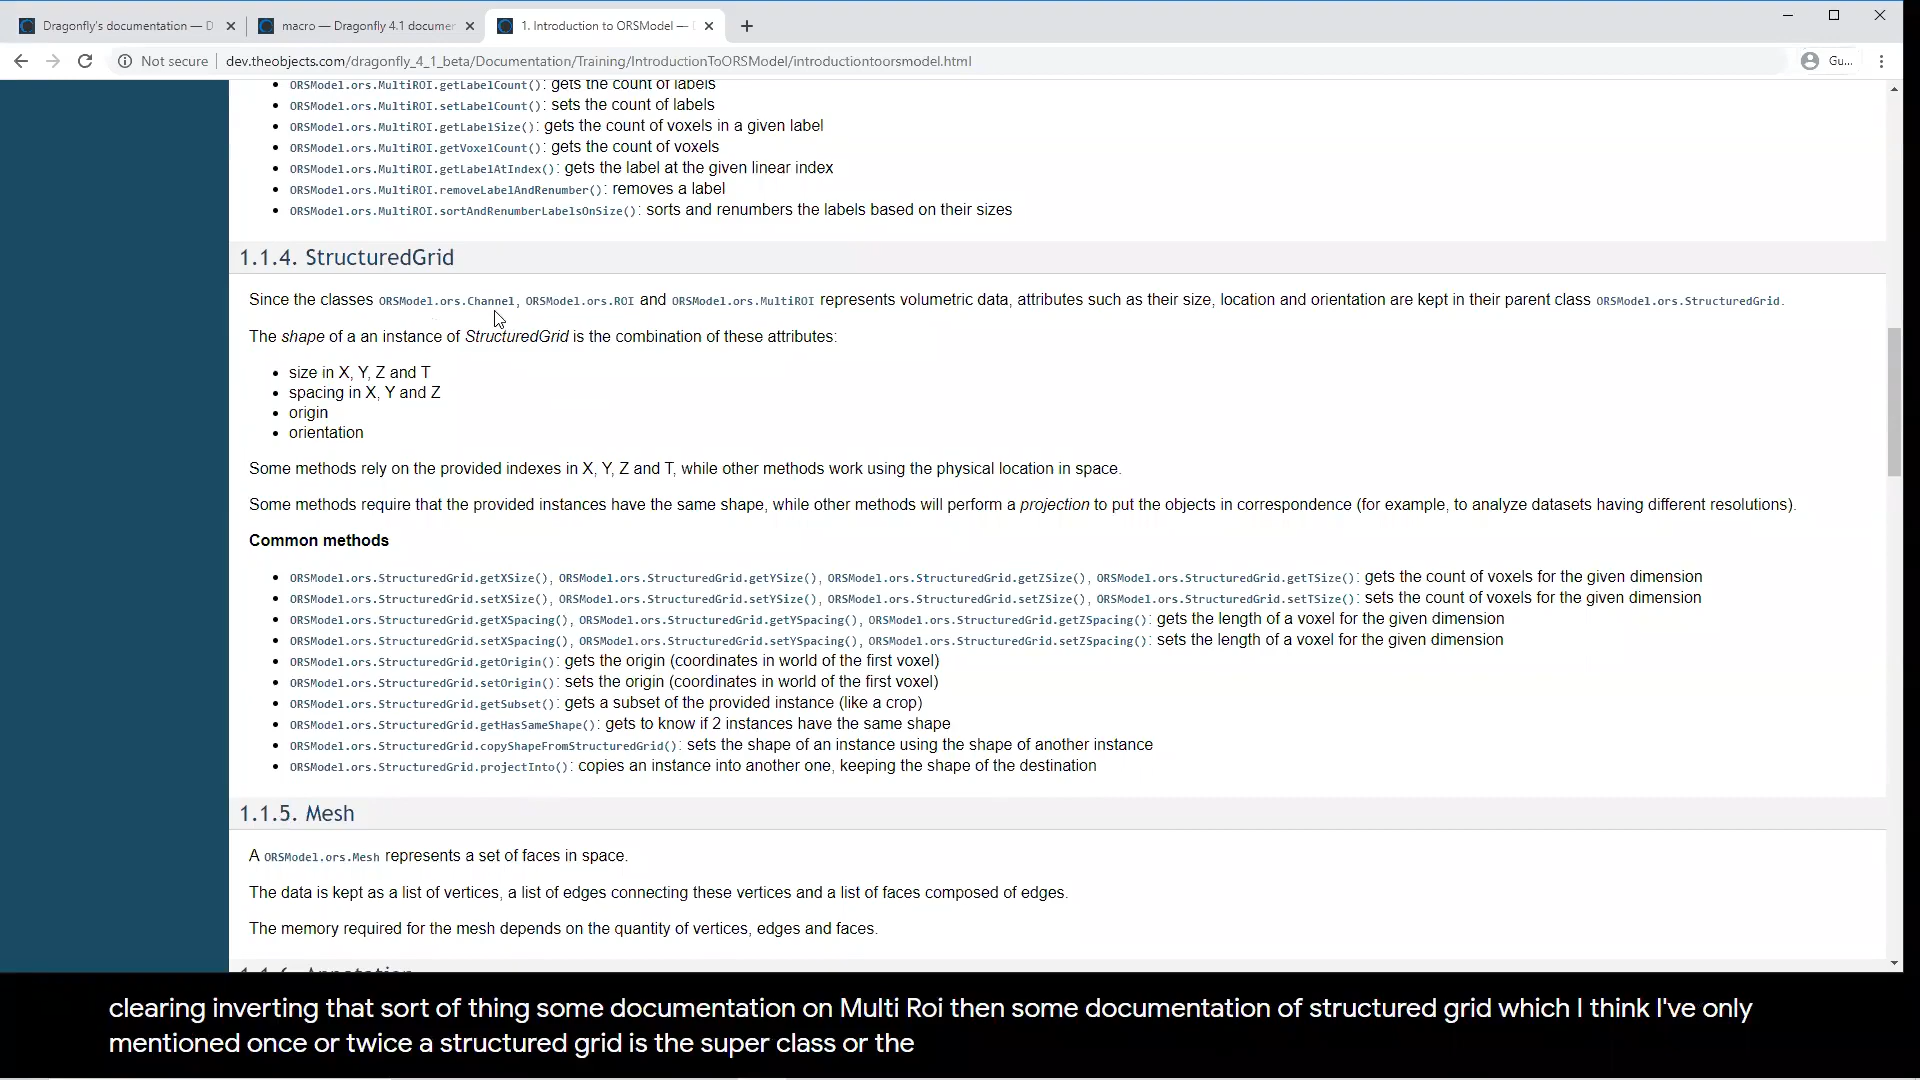 Dragonfly's documentation — D
macro — Dragonfly 4.1 documen
1. Introduction to ORSModel —
Not secure
dev.theobjects.com/dragonfly_4_1_beta/Documentation/Training/IntroductionToORSModel/introductiontoorsmodel.html
Gu...
ORSModel.ors.MultiROI.getLabelCount(): gets the count of labels
ORSModel.ors.MultiROI.setLabelCount(): sets the count of labels
ORSModel.ors.MultiROI.getLabelSize(): gets the count of voxels in a given label
ORSModel.ors.MultiROI.getVoxelCount(): gets the count of voxels
ORSModel.ors.MultiROI.getLabelAtIndex(): gets the label at the given linear index
ORSModel.ors.MultiROI.removeLabelAndRenumber(): removes a label
ORSModel.ors.MultiROI.sortAndRenumberLabelsOnSize(): sorts and renumbers the labels based on their sizes
1.1.4. StructuredGrid
Since the classes ORSModel.ors.Channel, ORSModel.ors.ROI and ORSModel.ors.MultiROI represents volumetric data, attributes such as their size, location and orientation are kept in their parent class ORSModel.ors.StructuredGrid.
The shape of a an instance of StructuredGrid is the combination of these attributes:
size in X, Y, Z and T
spacing in X, Y and Z
origin
orientation
Some methods rely on the provided indexes in X, Y, Z and T, while other methods work using the physical location in space.
Some methods require that the provided instances have the same shape, while other methods will perform a projection to put the objects in correspondence (for example, to analyze datasets having different resolutions).
Common methods
ORSModel.ors.StructuredGrid.getXSize(), ORSModel.ors.StructuredGrid.getYSize(), ORSModel.ors.StructuredGrid.getZSize(), ORSModel.ors.StructuredGrid.getTSize(): gets the count of voxels for the given dimension
ORSModel.ors.StructuredGrid.setXSize(), ORSModel.ors.StructuredGrid.setYSize(), ORSModel.ors.StructuredGrid.setZSize(), ORSModel.ors.StructuredGrid.setTSize(): sets the count of voxels for the given dimension
ORSModel.ors.StructuredGrid.getXSpacing(), ORSModel.ors.StructuredGrid.getYSpacing(), ORSModel.ors.StructuredGrid.getZSpacing(): gets the length of a voxel for the given dimension
ORSModel.ors.StructuredGrid.setXSpacing(), ORSModel.ors.StructuredGrid.setYSpacing(), ORSModel.ors.StructuredGrid.setZSpacing(): sets the length of a voxel for the given dimension
ORSModel.ors.StructuredGrid.getOrigin(): gets the origin (coordinates in world of the first voxel)
ORSModel.ors.StructuredGrid.setOrigin(): sets the origin (coordinates in world of the first voxel)
ORSModel.ors.StructuredGrid.getSubset(): gets a subset of the provided instance (like a crop)
ORSModel.ors.StructuredGrid.getHasSameShape(): gets to know if 2 instances have the same shape
ORSModel.ors.StructuredGrid.copyShapeFromStructuredGrid(): sets the shape of an instance using the shape of another instance
ORSModel.ors.StructuredGrid.projectInto(): copies an instance into another one, keeping the shape of the destination
1.1.5. Mesh
A ORSModel.ors.Mesh represents a set of faces in space.
The data is kept as a list of vertices, a list of edges connecting these vertices and a list of faces composed of edges.
The memory required for the mesh depends on the quantity of vertices, edges and faces.
1.1.6. Annotation
clearing inverting that sort of thing some documentation on Multi Roi then some documentation of structured grid which I think I've only
mentioned once or twice a structured grid is the super class or the